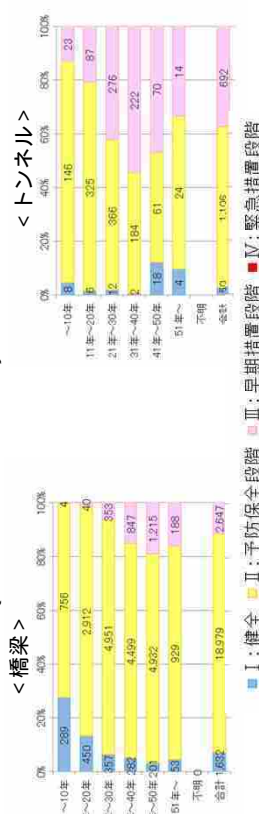 <橋梁>
0% 20% 40% 60% 80% 100%
～10年 289 756 4
～20年 450 2,912 40
～30年 357 4,951 353
～40年 282 4,499 847
～50年 201 4,932 1,215
51年～ 53 929 188
不明 0
合計 1,632 18,979 2,647
<トンネル>
0% 20% 40% 60% 80% 100%
～10年 8 146 23
11年～20年 6 325 87
21年～30年 12 366 276
31年～40年 2 184 222
41年～50年 18 61 70
51年～ 4 24 14
不明
合計 50 1,106 692
I:健全 II:予防保全段階 III:早期措置段階 IV:緊急措置段階